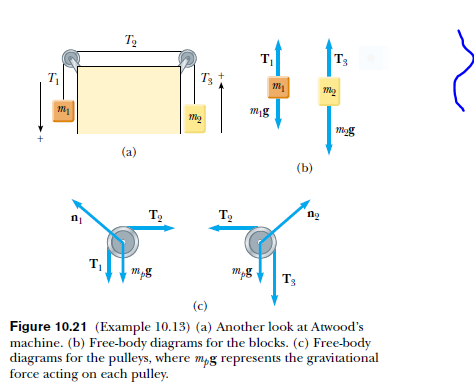 T₂
T₁
T₃ +
m₁
m₂
+
(a)
T₁
T₃
m₁
m₂
m₁g
m₂g
(b)
n₁
T₂
T₂
n₂
T₁
mₚg
mₚg
T₃
(c)
Figure 10.21 (Example 10.13) (a) Another look at Atwood’s
machine. (b) Free-body diagrams for the blocks. (c) Free-body
diagrams for the pulleys, where mₚg represents the gravitational
force acting on each pulley.